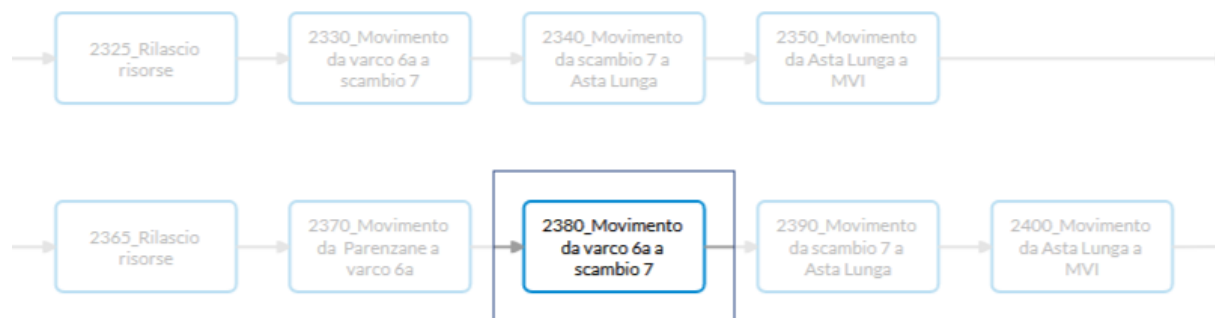 2325_Rilascio
risorse
2330_Movimento
da varco 6a a
scambio 7
2340_Movimento
da scambio 7 a
Asta Lunga
2350_Movimento
da Asta Lunga a
MVI
2365_Rilascio
risorse
2370_Movimento
da Parenzane a
varco 6a
2380_Movimento
da varco 6a a
scambio 7
2390_Movimento
da scambio 7 a
Asta Lunga
2400_Movimento
da Asta Lunga a
MVI